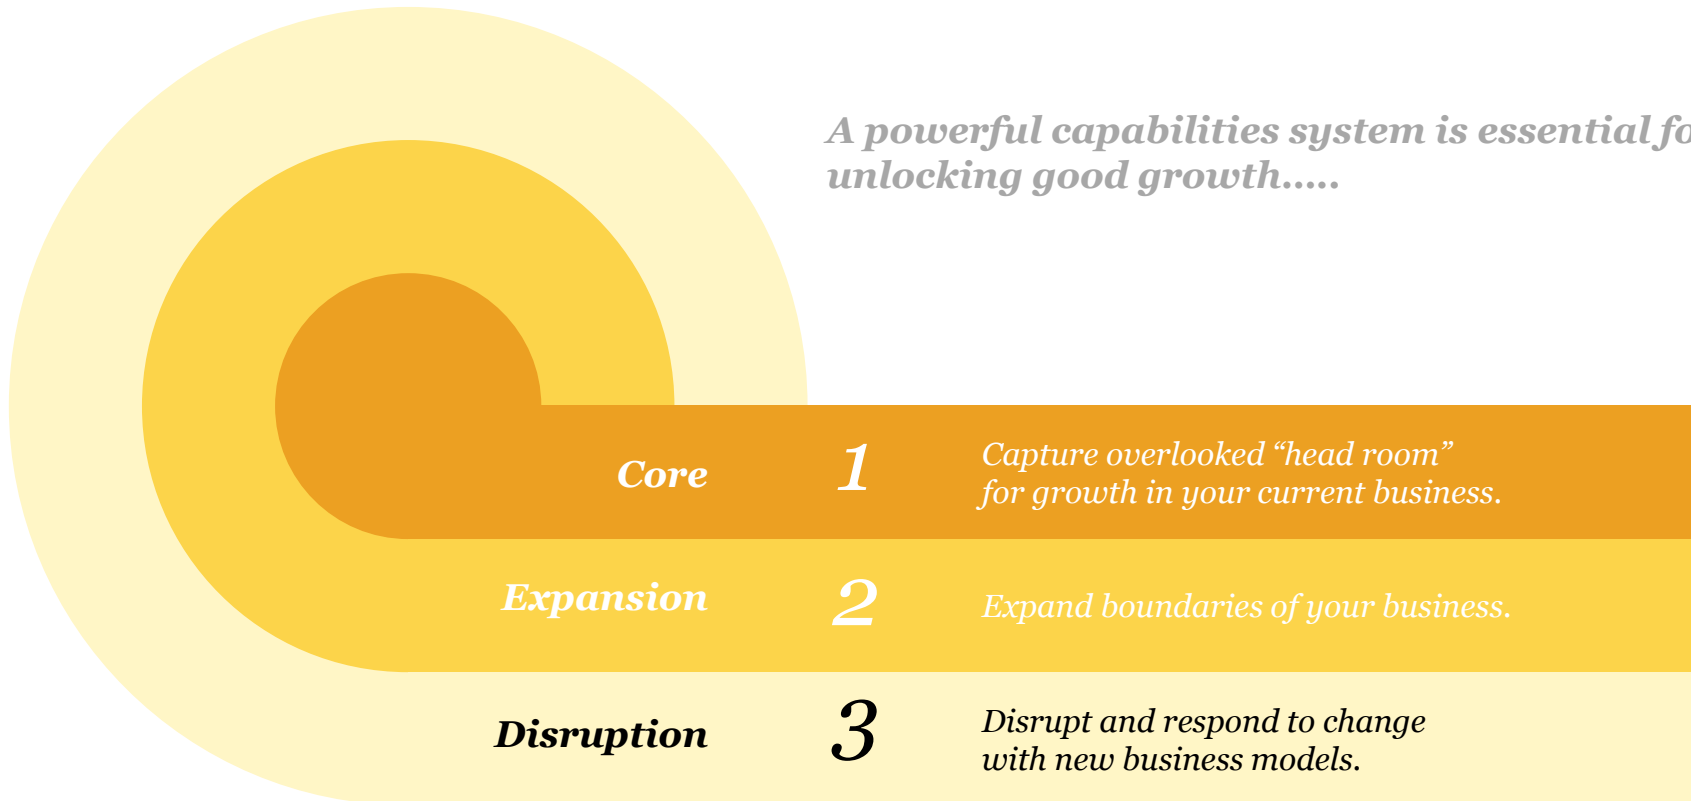 A powerful capabilities system is essential fo
unlocking good growth.....
Core
1
Capture overlooked “head room”
for growth in your current business.
Expansion
2
Expand boundaries of your business.
Disruption
3
Disrupt and respond to change
with new business models.